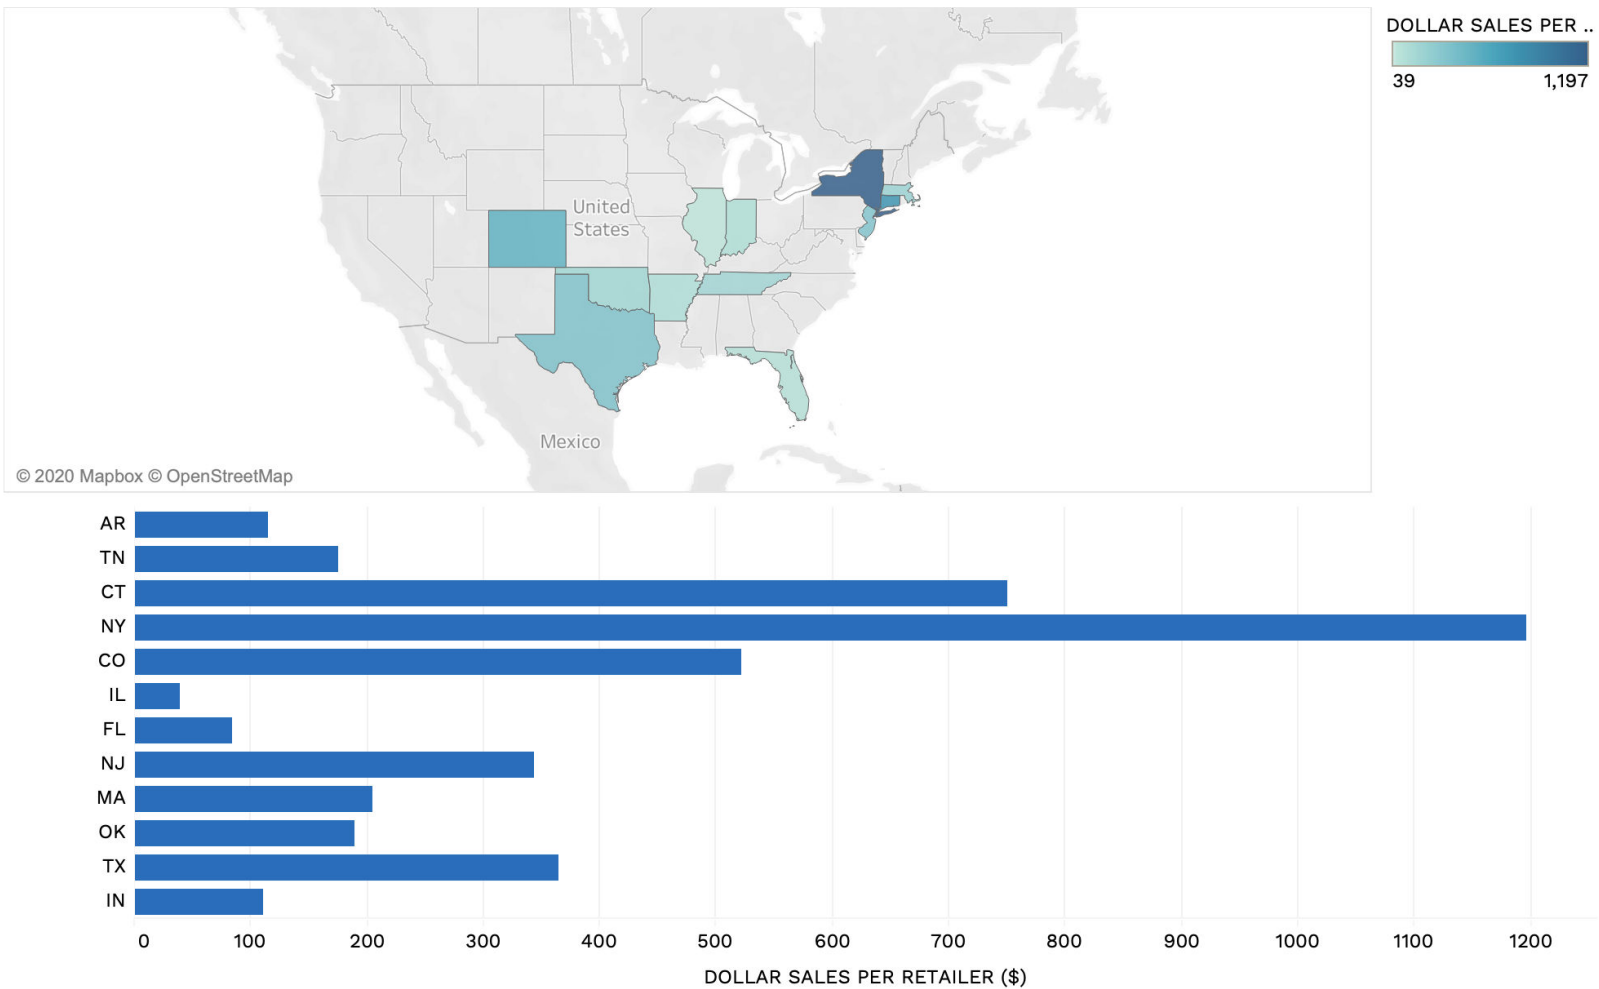 DOLLAR SALES PER ..
39 1,197
United
States
Mexico
© 2020 Mapbox © OpenStreetMap
AR
TN
CT
NY
CO
IL
FL
NJ
MA
OK
TX
IN
0 100 200 300 400 500 600 700 800 900 1000 1100 1200
DOLLAR SALES PER RETAILER ($)